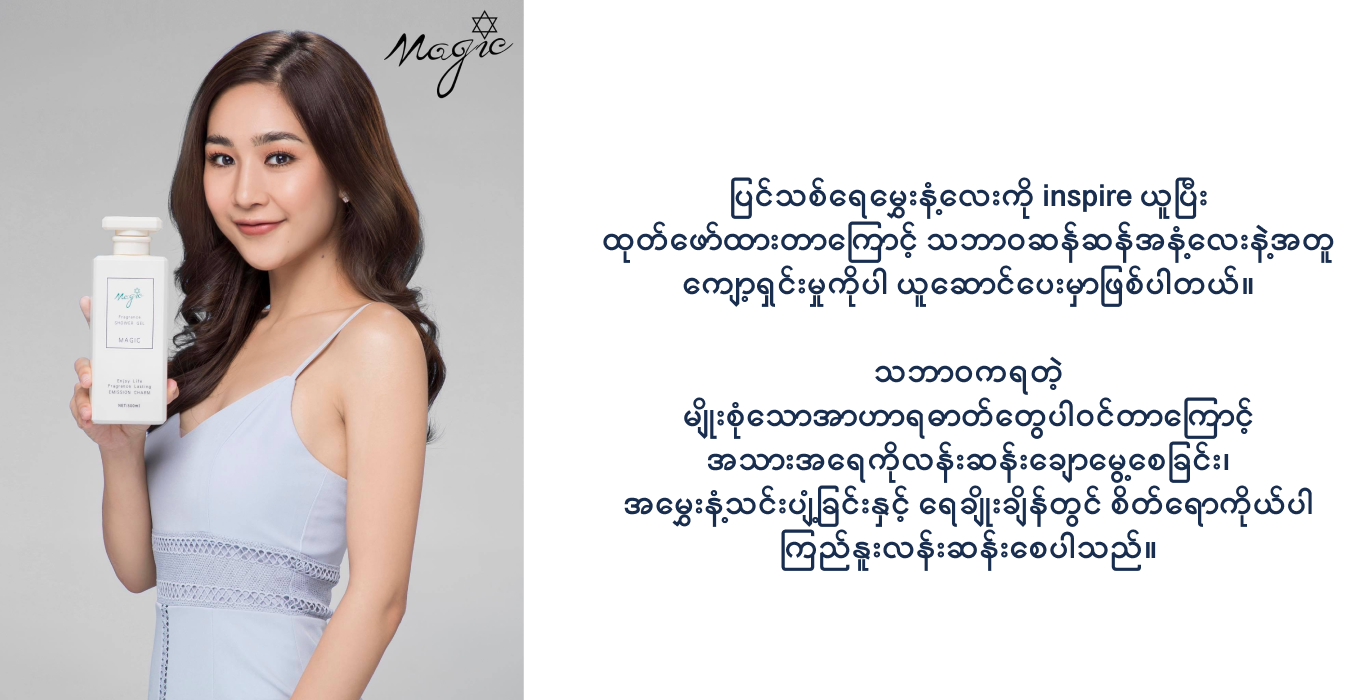 Magic
Magic
Fragrance
SHOWER GEL
MAGIC
Enjoy Life
Fragrance Lasting
EMISSION CHARM
NET:500ml
ပြင်သစ်ရေမွှေးနံ့လေးကို inspire ယူပြီး
ထုတ်ဖော်ထားတာကြောင့် သဘာဝဆန်ဆန်အနံ့လေးနဲ့အတူ
ကျော့ရှင်းမှုကိုပါ ယူဆောင်ပေးမှာဖြစ်ပါတယ်။
သဘာဝကရတဲ့
မျိုးစုံသောအာဟာရဓာတ်တွေပါဝင်တာကြောင့်
အသားအရေကိုလန်းဆန်းချောမွေ့စေခြင်း၊
အမွှေးနံ့သင်းပျံ့ခြင်းနှင့် ရေချိုးချိန်တွင် စိတ်ရောကိုယ်ပါ
ကြည်နူးလန်းဆန်းစေပါသည်။